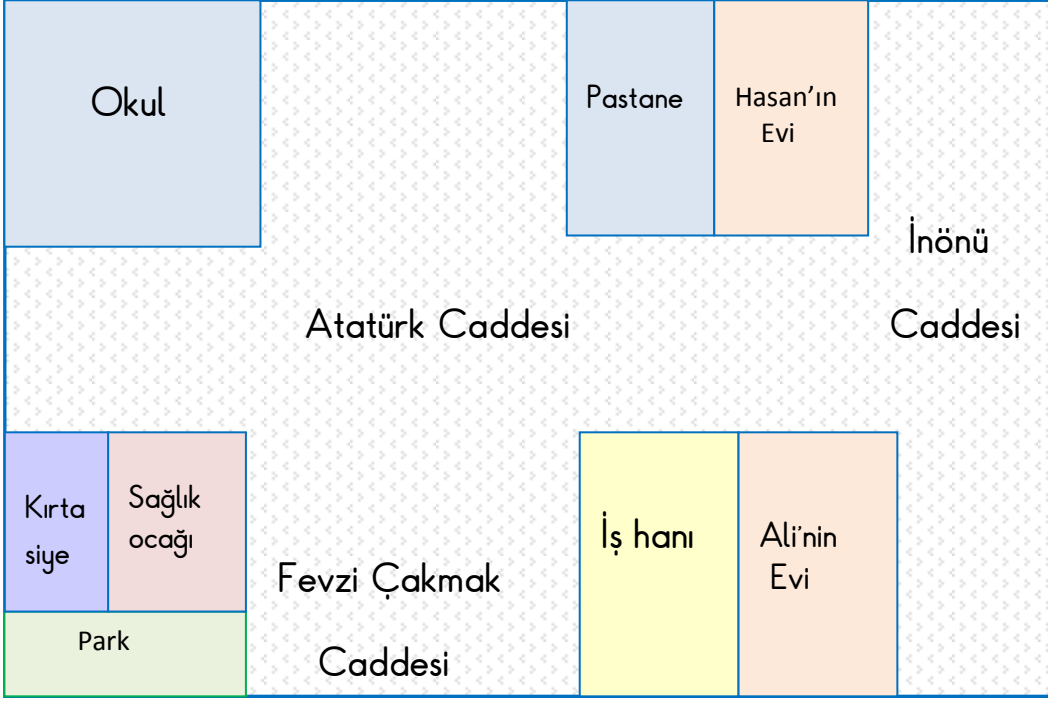 Okul
Pastane
Hasan'ın
Evi
İnönü
Caddesi
Atatürk Caddesi
Kırta
siye
Sağlık
ocağı
Park
Fevzi Çakmak
Caddesi
İş hanı
Ali'nin
Evi